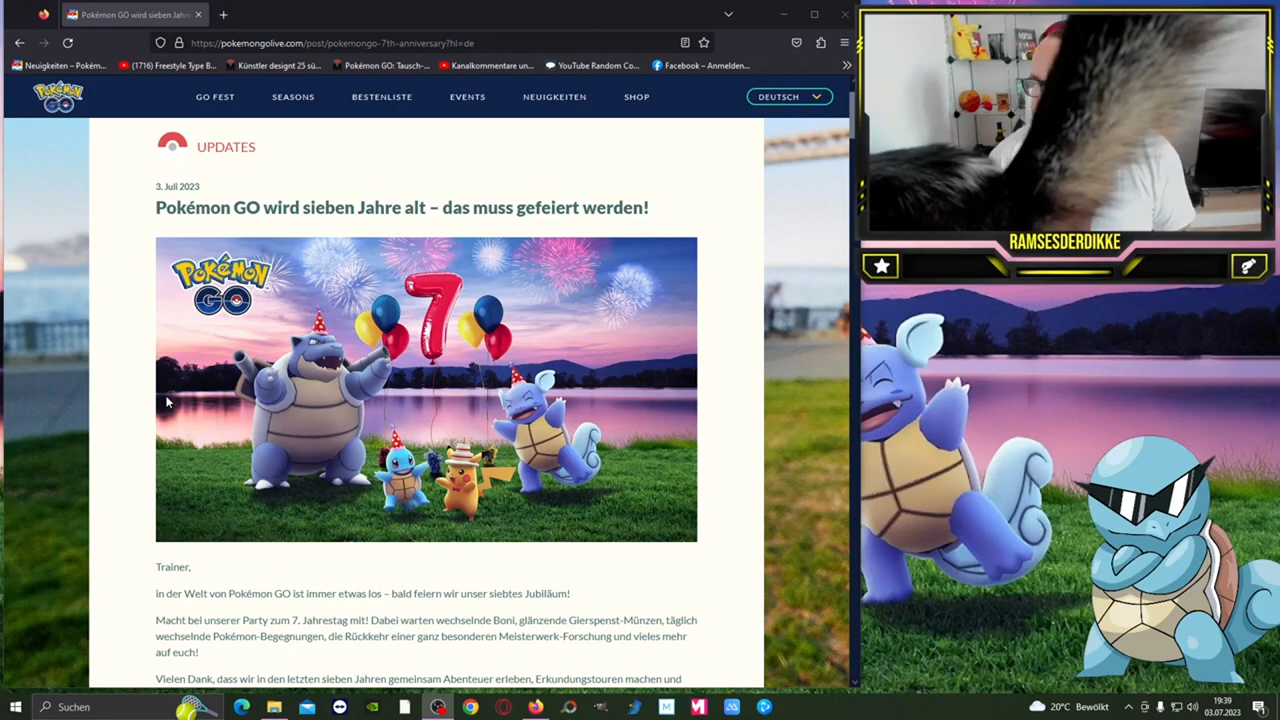 Pokémon GO wird sieben Jahre
https://pokemongolive.com/post/pokemongo-7th-anniversary?hl=de
Neuigkeiten – Pokém...
(1716) Freestyle Type B...
Künstler designt 25 sü...
Pokémon GO: Tausch-...
Kanalkommentare un...
YouTube Random Co...
Facebook – Anmelden...
POKÉMON GO
GO FEST
SEASONS
BESTENLISTE
EVENTS
NEUIGKEITEN
SHOP
DEUTSCH
UPDATES
3. Juli 2023
Pokémon GO wird sieben Jahre alt – das muss gefeiert werden!
POKÉMON GO
7
Trainer,
in der Welt von Pokémon GO ist immer etwas los – bald feiern wir unser siebtes Jubiläum!
Macht bei unserer Party zum 7. Jahrestag mit! Dabei warten wechselnde Boni, glänzende Gierspenst-Münzen, täglich
wechselnde Pokémon-Begegnungen, die Rückkehr einer ganz besonderen Meisterwerk-Forschung und vieles mehr
auf euch!
Vielen Dank, dass wir in den letzten sieben Jahren gemeinsam Abenteuer erleben, Erkundungstouren machen und
RAMSESDERDIKKE
Suchen
20°C Bewölkt
19:39
03.07.2023
1